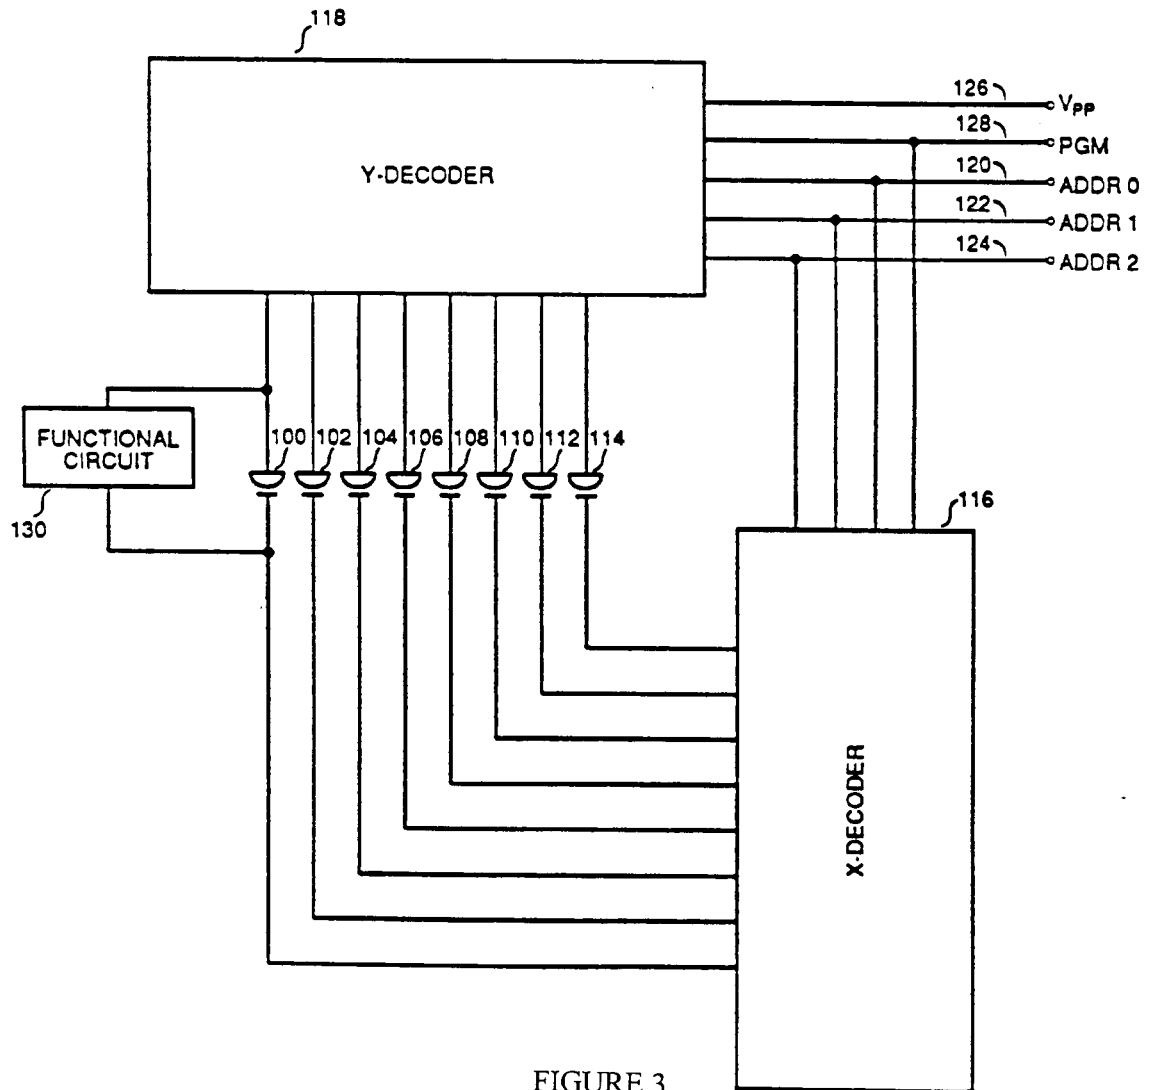 118
126 VPP
128 PGM
Y-DECODER
120 ADDR 0
122 ADDR 1
124 ADDR 2
FUNCTIONAL
CIRCUIT
130
100 102 104 106 108 110 112 114
116
X-DECODER
FIGURE 3